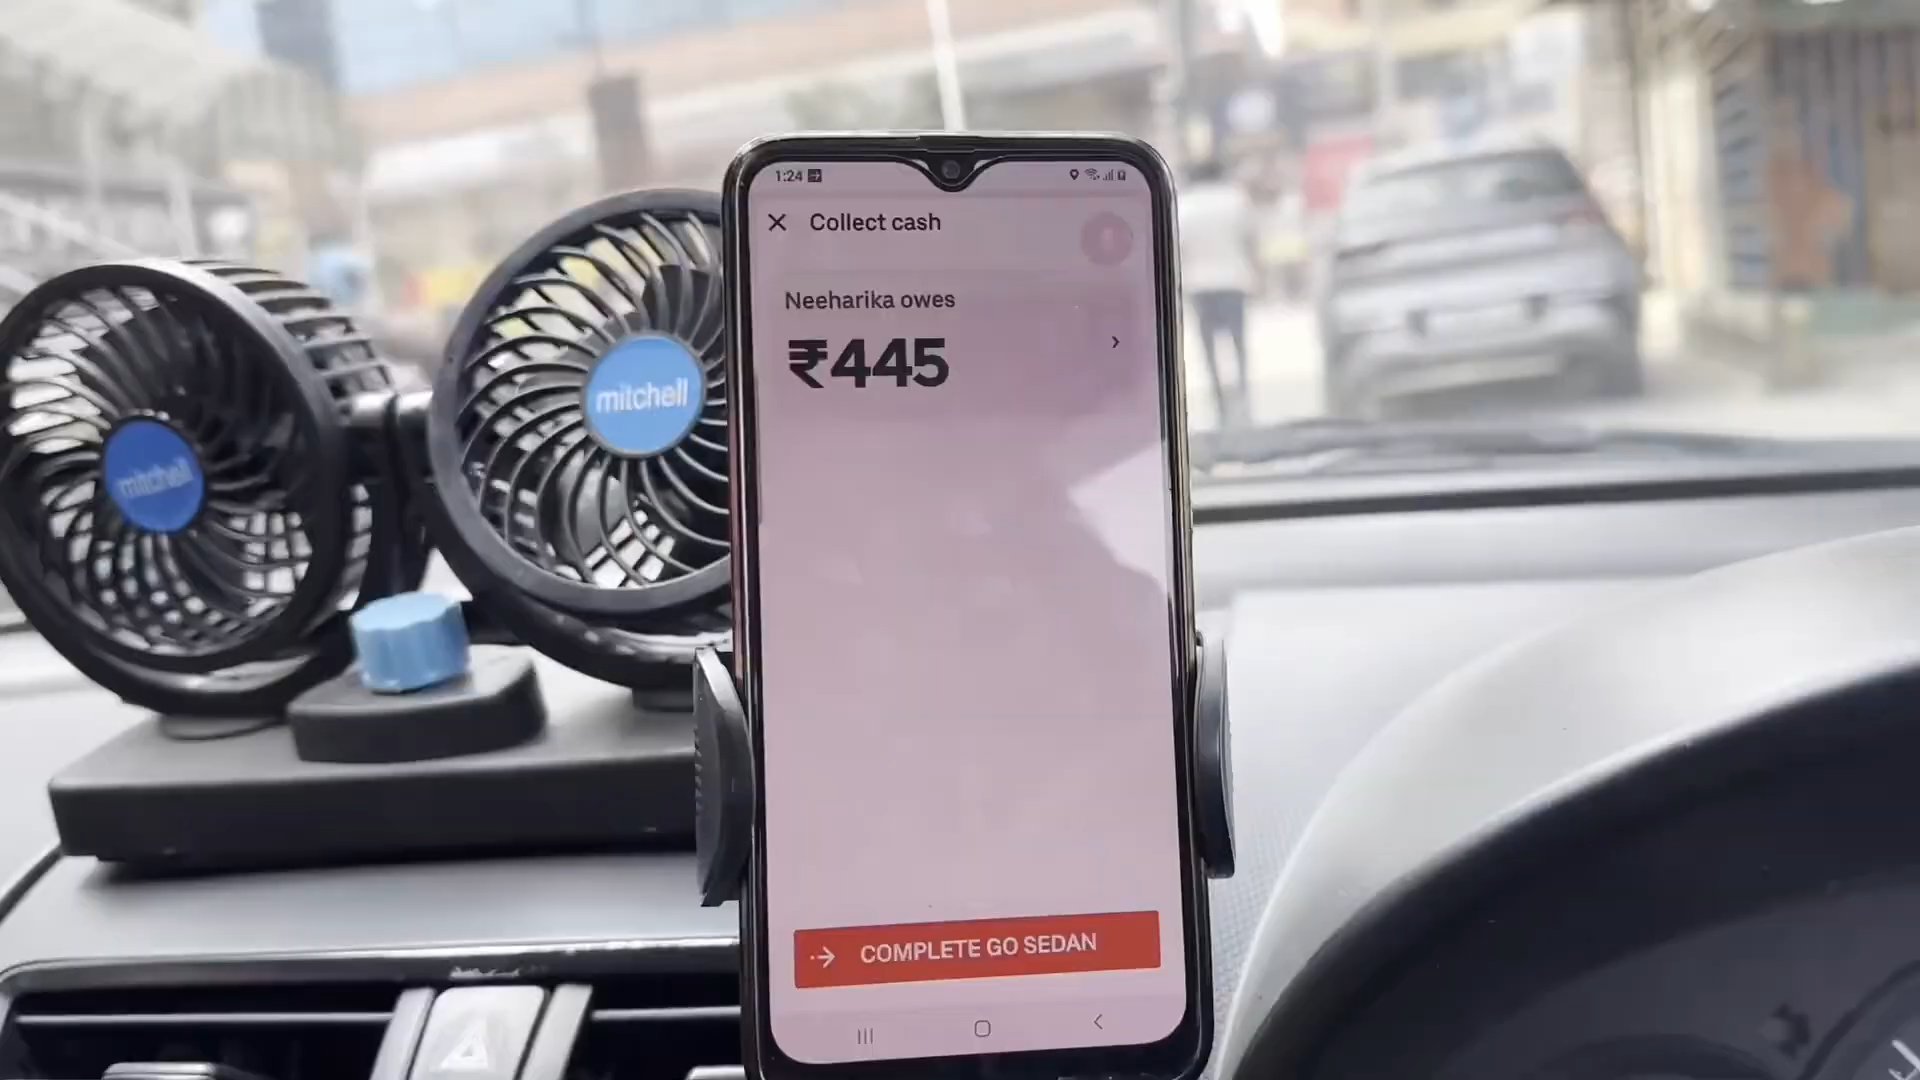 1:24
Collect cash
Neeharika owes
₹445
mitchell
mitchell
COMPLETE GO SEDAN